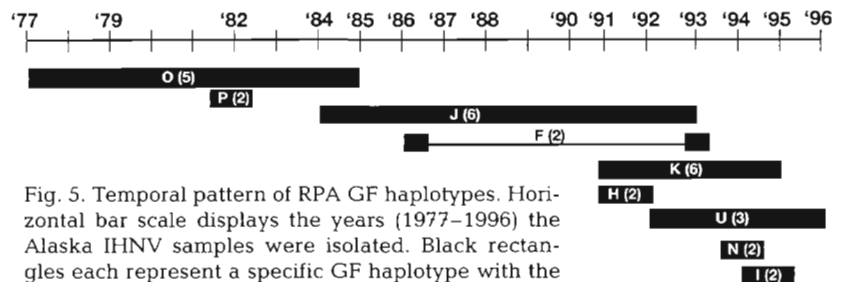 ‘77 ‘79 ‘82 ‘84 ‘85 ‘86 ‘87 ‘88 ‘90 ‘91 ‘92 ‘93 ‘94 ‘95 ‘96
O (5)
P (2)
J (6)
F (2)
K (6)
H (2)
U (3)
N (2)
I (2)
Fig. 5. Temporal pattern of RPA GF haplotypes. Hori-
zontal bar scale displays the years (1977–1996) the
Alaska IHNV samples were isolated. Black rectan-
gles each represent a specific GF haplotype with the